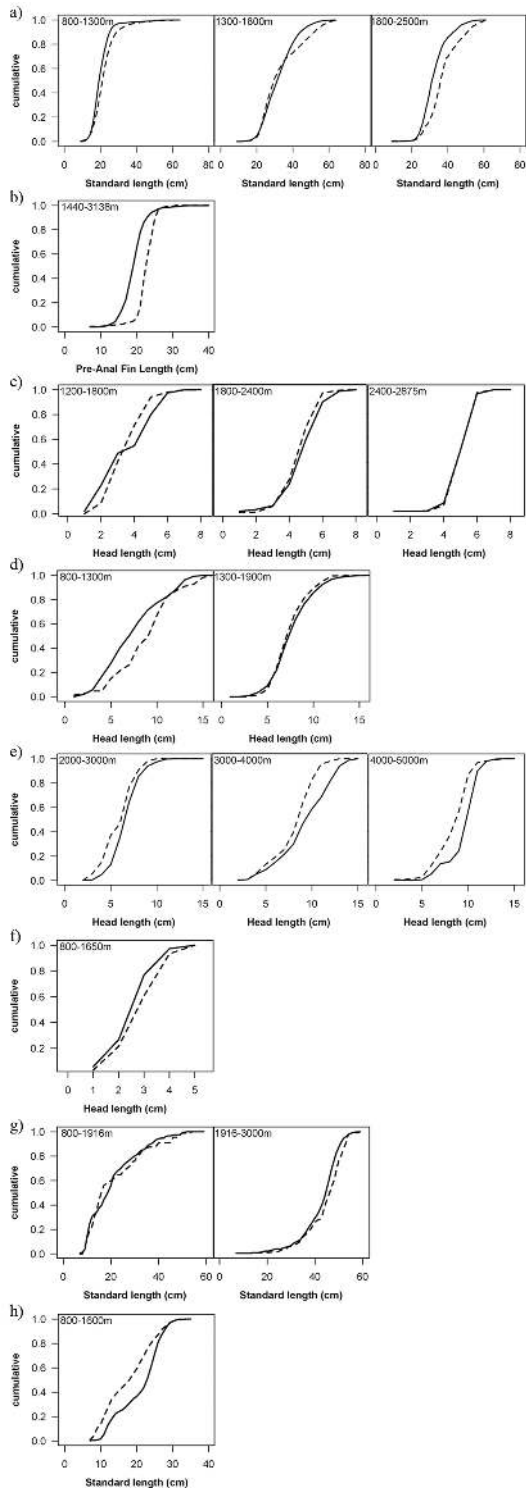 a)
800-1300m 1300-1800m 1800-2500m
cumulative
1.0
0.8
0.6
0.4
0.2
0.0
0 20 40 60 80 0 20 40 60 80 0 20 40 60 80
Standard length (cm) Standard length (cm) Standard length (cm)
b)
1440-3138m
cumulative
1.0
0.8
0.6
0.4
0.2
0.0
0 10 20 30 40
Pre-Anal Fin Length (cm)
c)
1200-1800m 1800-2400m 2400-2875m
cumulative
1.0
0.8
0.6
0.4
0.2
0.0
0 2 4 6 8 0 2 4 6 8 0 2 4 6 8
Head length (cm) Head length (cm) Head length (cm)
d)
800-1300m 1300-1900m
cumulative
1.0
0.8
0.6
0.4
0.2
0.0
0 5 10 15 0 5 10 15
Head length (cm) Head length (cm)
e)
2000-3000m 3000-4000m 4000-6000m
cumulative
1.0
0.8
0.6
0.4
0.2
0.0
0 5 10 15 0 5 10 15 0 5 10 15
Head length (cm) Head length (cm) Head length (cm)
f)
800-1650m
cumulative
1.0
0.8
0.6
0.4
0.2
0 1 2 3 4 5
Head length (cm)
g)
800-1916m 1916-3000m
cumulative
1.0
0.8
0.6
0.4
0.2
0.0
0 20 40 60 0 20 40 60
Standard length (cm) Standard length (cm)
h)
800-1600m
cumulative
1.0
0.8
0.6
0.4
0.2
0.0
0 10 20 30 40
Standard length (cm)